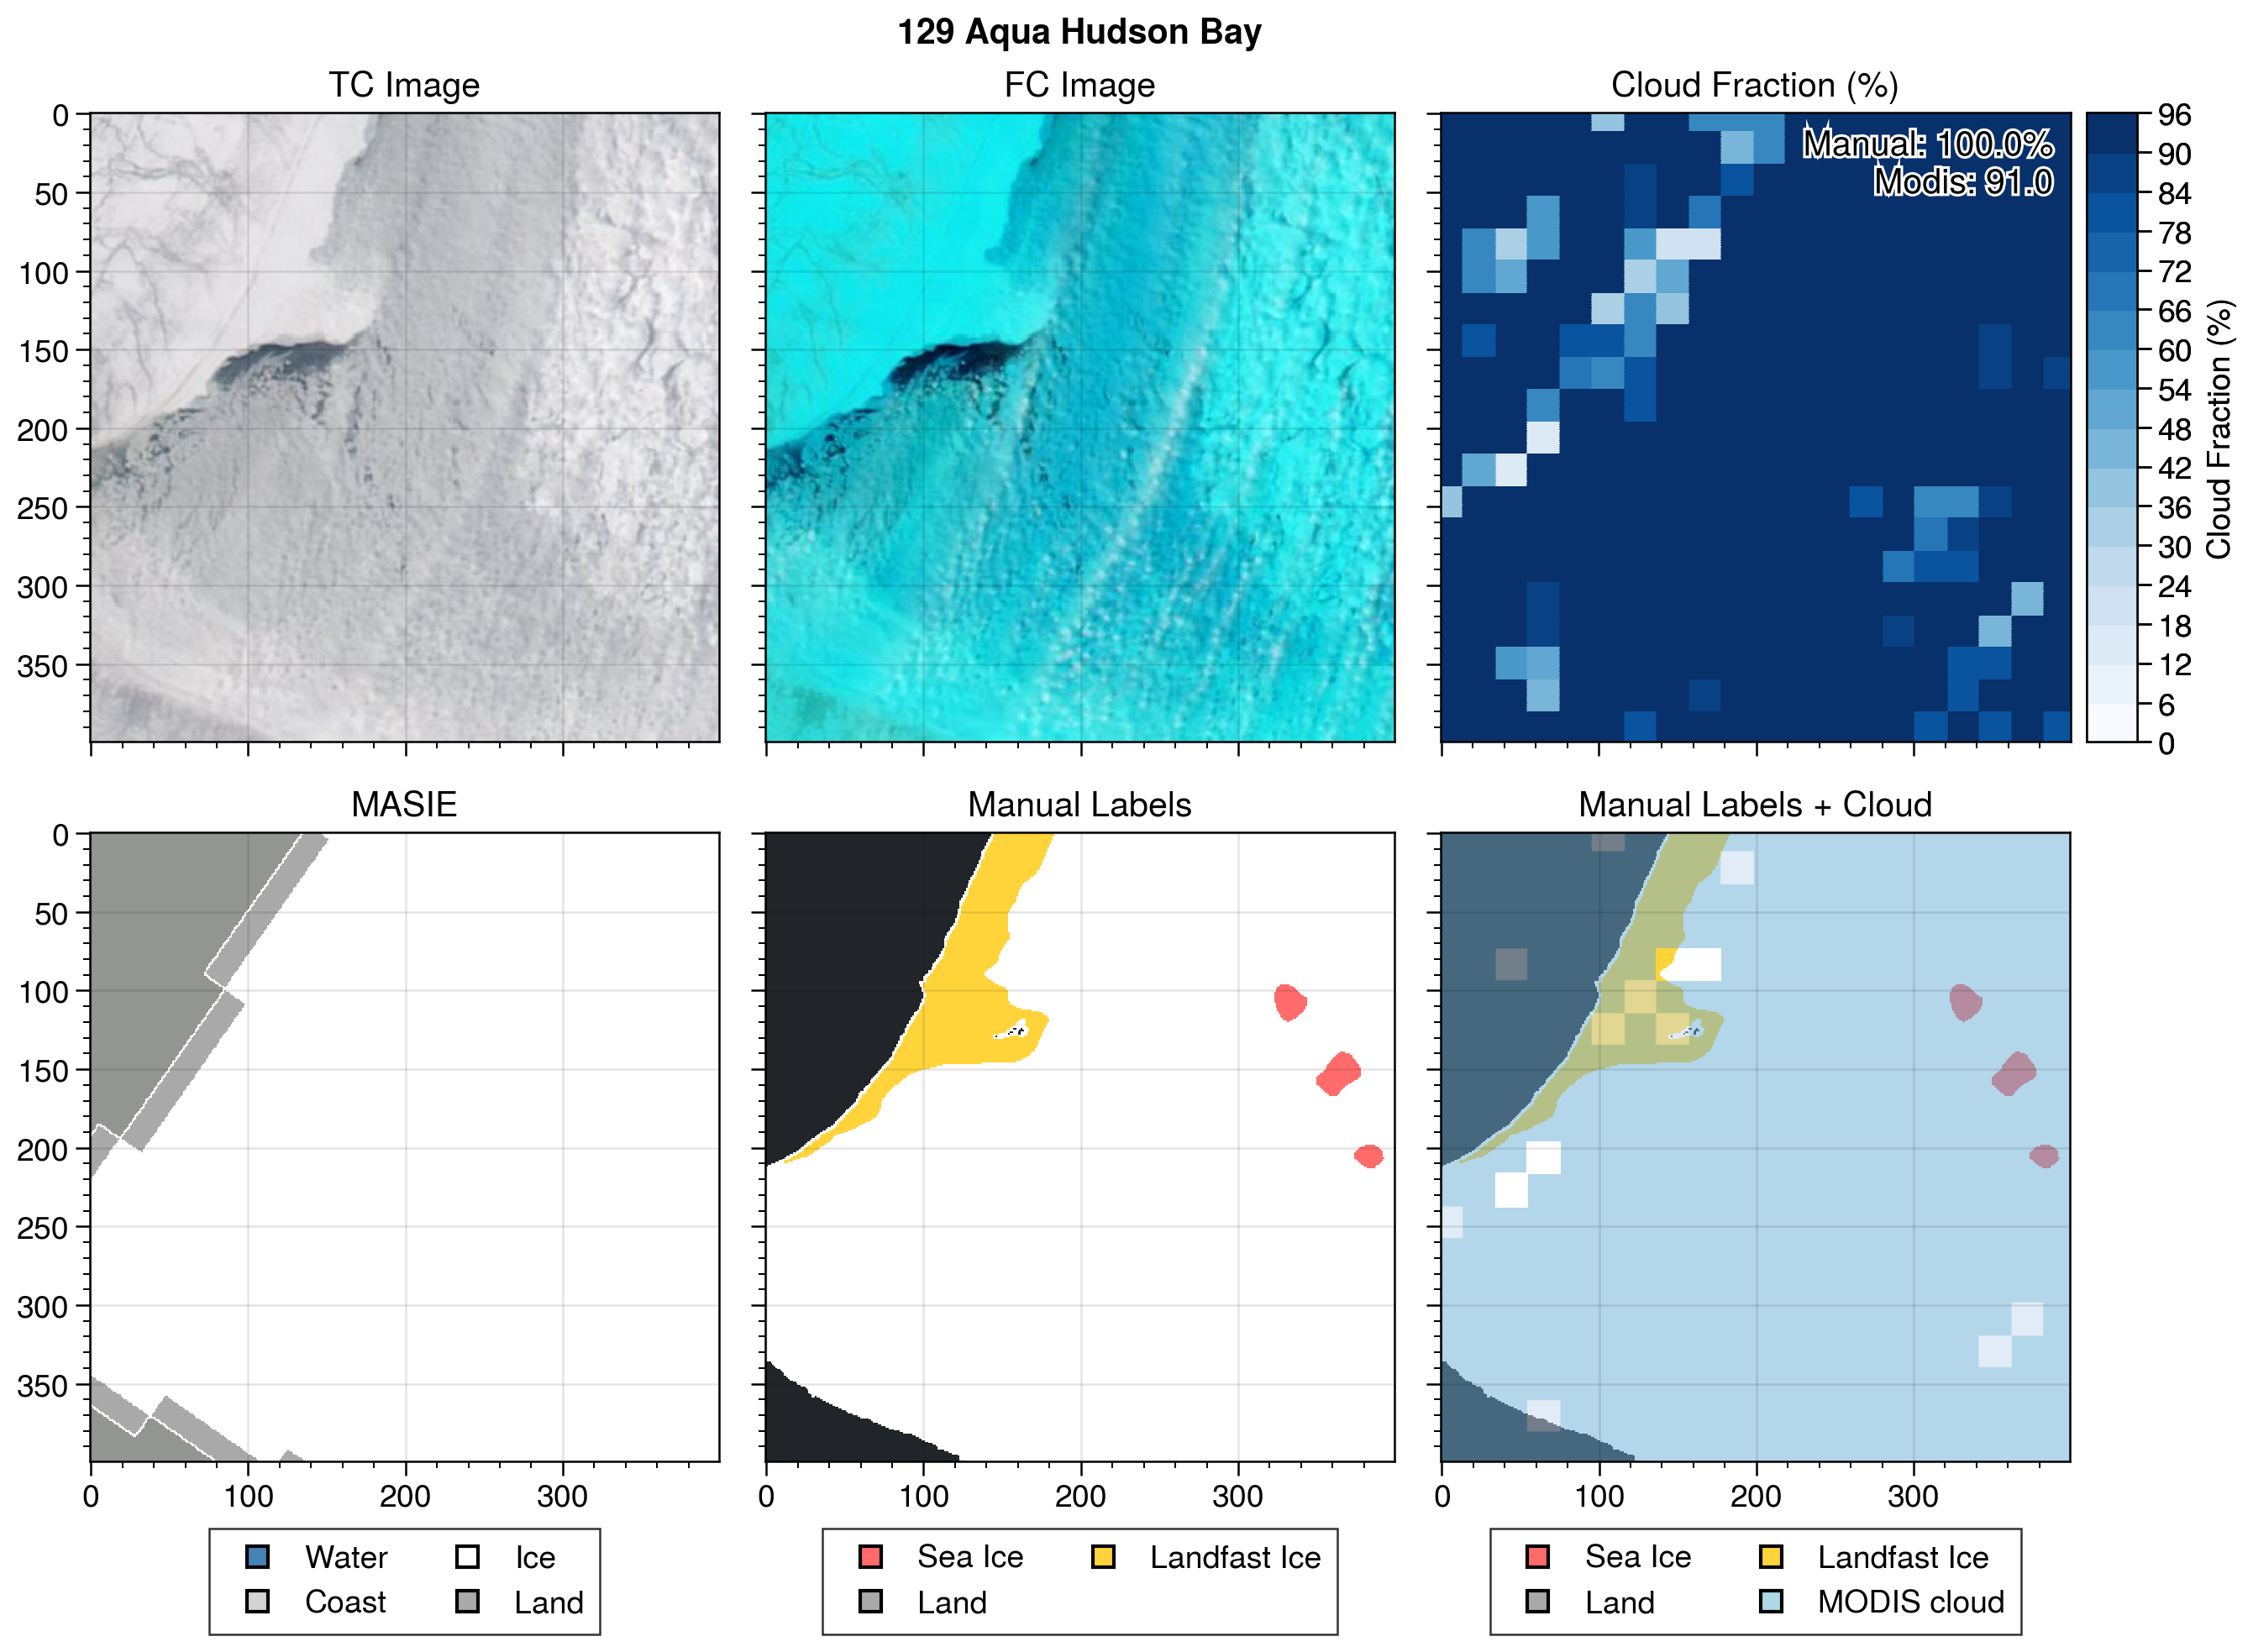 129 Aqua Hudson Bay
TC Image
FC Image
Cloud Fraction (%)
0
50
100
150
200
250
300
350
Manual: 100.0%
Modis: 91.0
96
90
84
78
72
66
60
54
48
42
36
30
24
18
12
6
0
Cloud Fraction (%)
MASIE
Manual Labels
Manual Labels + Cloud
0
50
100
150
200
250
300
350
0 100 200 300
0 100 200 300
0 100 200 300
Water Ice
Coast Land
Sea Ice Landfast Ice
Land
Sea Ice Landfast Ice
Land MODIS cloud